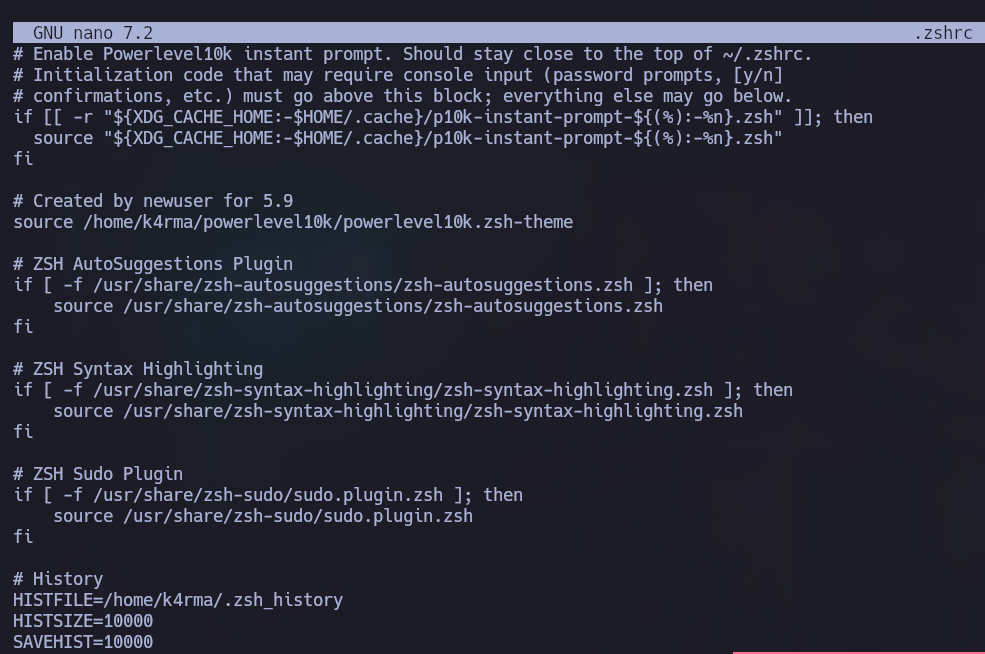 GNU nano 7.2 .zshrc
# Enable Powerlevel10k instant prompt. Should stay close to the top of ~/.zshrc.
# Initialization code that may require console input (password prompts, [y/n]
# confirmations, etc.) must go above this block; everything else may go below.
if [[ -r "${XDG_CACHE_HOME:-$HOME/.cache}/p10k-instant-prompt-${(%):-%n}.zsh" ]]; then
  source "${XDG_CACHE_HOME:-$HOME/.cache}/p10k-instant-prompt-${(%):-%n}.zsh"
fi

# Created by newuser for 5.9
source /home/k4rma/powerlevel10k/powerlevel10k.zsh-theme

# ZSH AutoSuggestions Plugin
if [ -f /usr/share/zsh-autosuggestions/zsh-autosuggestions.zsh ]; then
    source /usr/share/zsh-autosuggestions/zsh-autosuggestions.zsh
fi

# ZSH Syntax Highlighting
if [ -f /usr/share/zsh-syntax-highlighting/zsh-syntax-highlighting.zsh ]; then
    source /usr/share/zsh-syntax-highlighting/zsh-syntax-highlighting.zsh
fi

# ZSH Sudo Plugin
if [ -f /usr/share/zsh-sudo/sudo.plugin.zsh ]; then
    source /usr/share/zsh-sudo/sudo.plugin.zsh
fi

# History
HISTFILE=/home/k4rma/.zsh_history
HISTSIZE=10000
SAVEHIST=10000